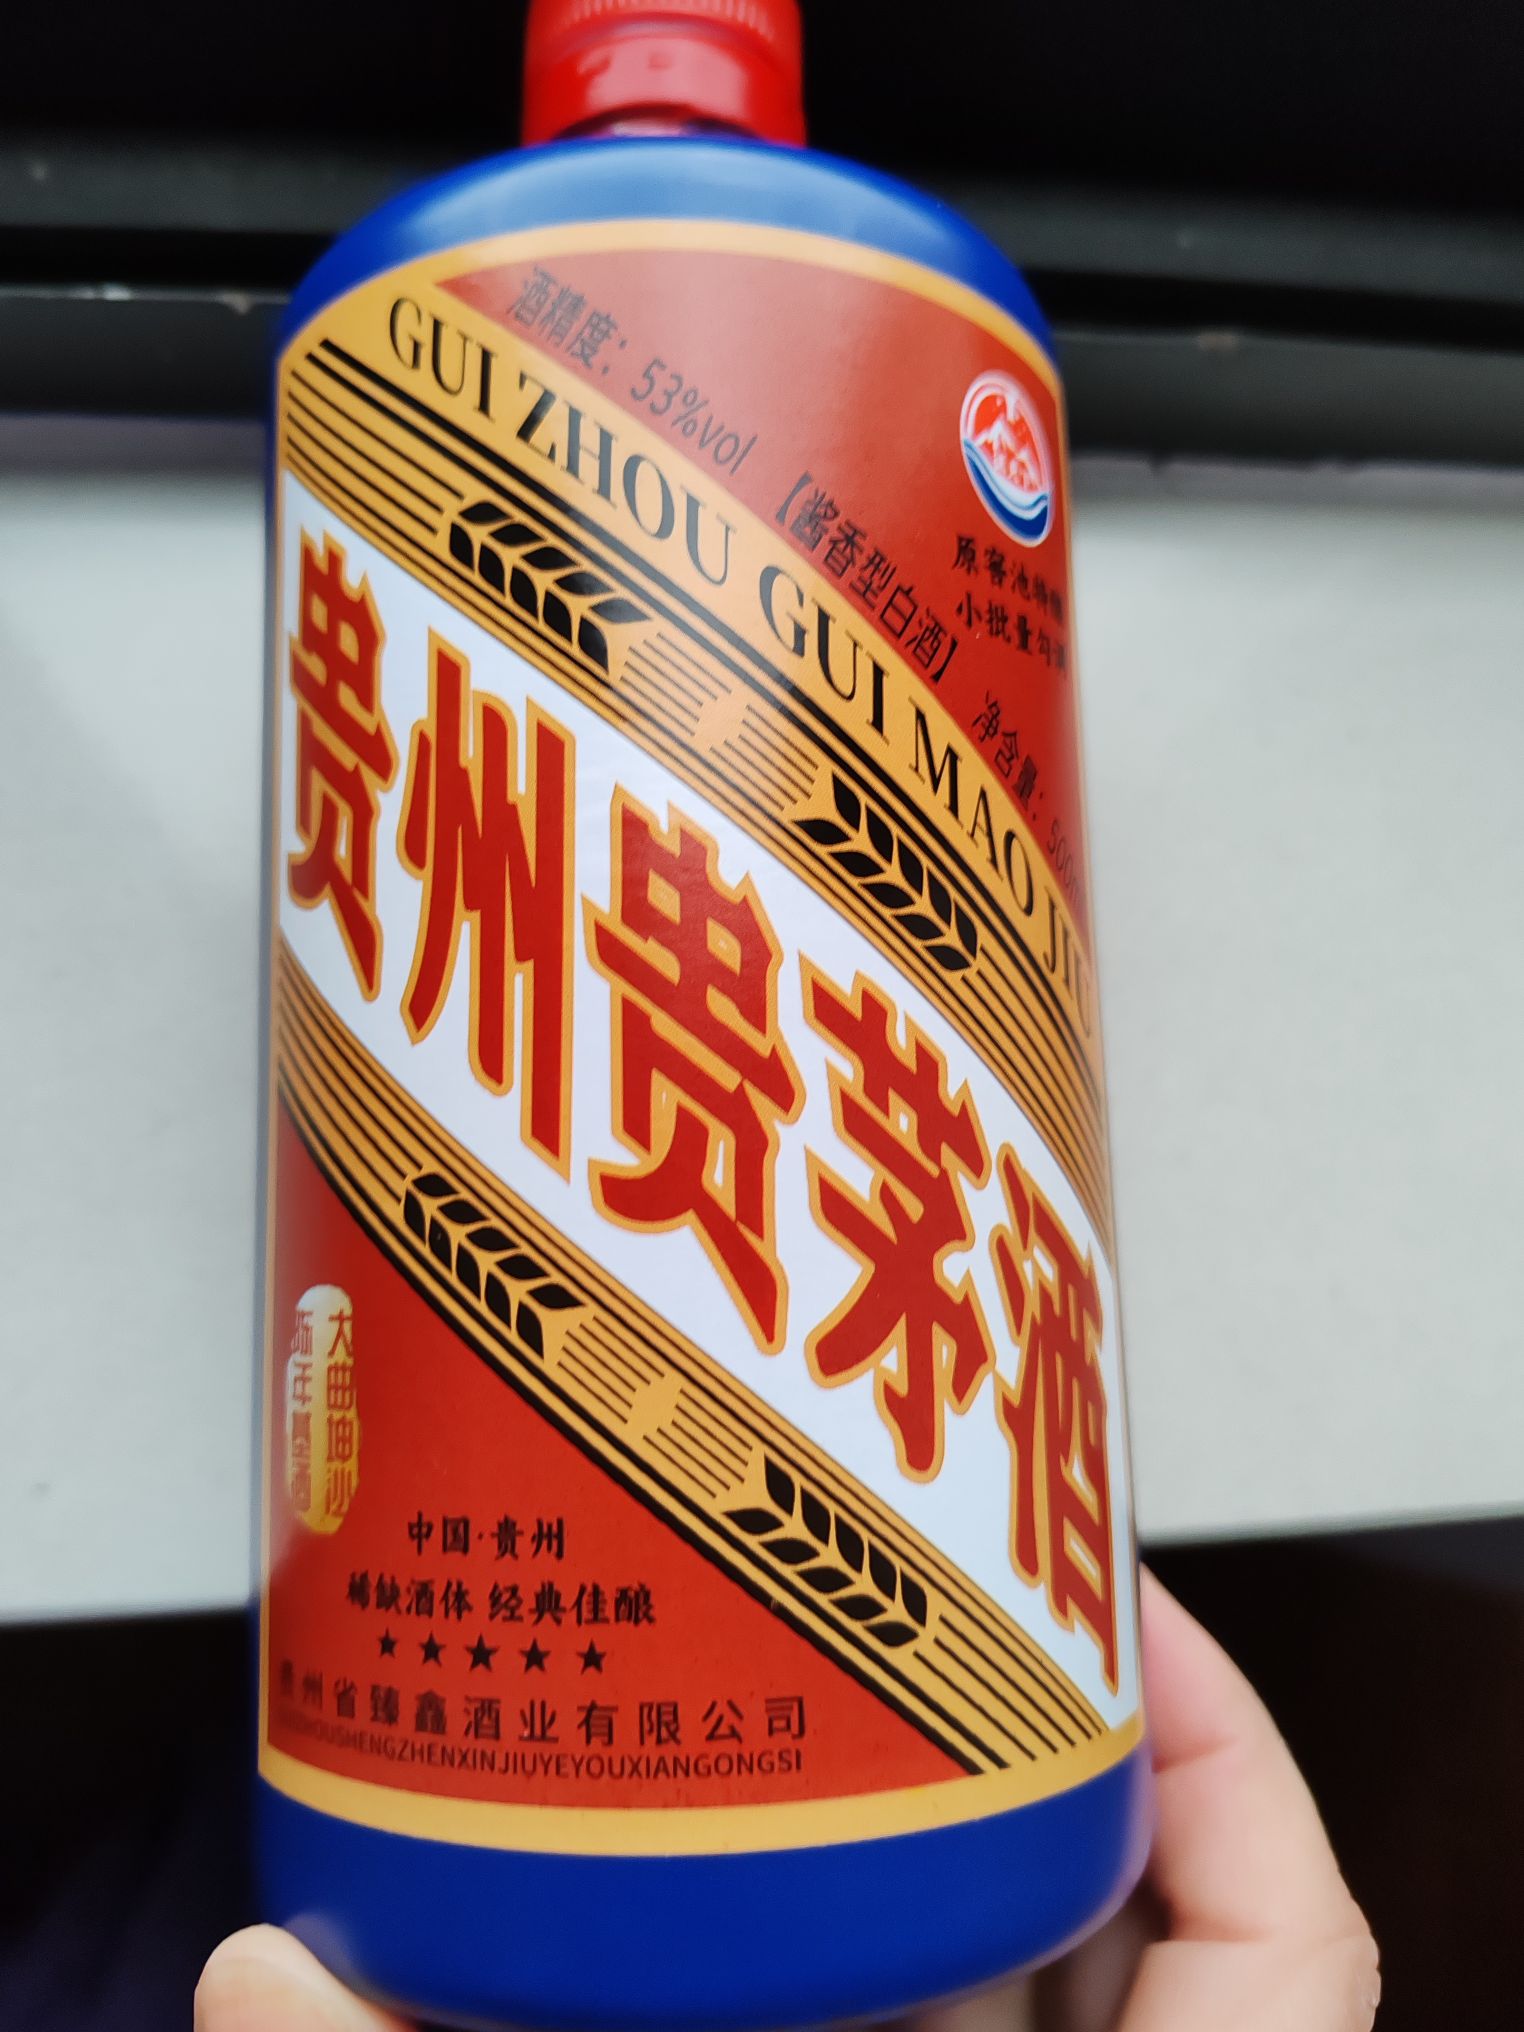 酒精度：53%vol 【酱香型白酒】 净含量：500m
GUI ZHOU GUI MAO JIU
原窖池特酿
小批量勾
贵州贵茅酒
大曲坤沙
中国·贵州
稀缺酒体 经典佳酿
★★★★★
贵州省臻鑫酒业有限公司
GUIZHOUSHENGZHENXINJIUYEYOUXIANGONGSI